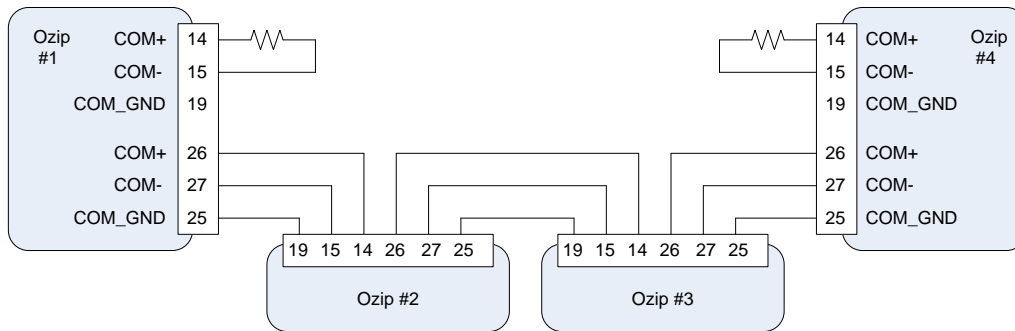 Ozip
#1
COM+ 14
COM- 15
COM_GND 19
COM+ 26
COM- 27
COM_GND 25
14 COM+
15 COM-
19 COM_GND
26 COM+
27 COM-
25 COM_GND
Ozip
#4
19 15 14 26 27 25
Ozip #2
19 15 14 26 27 25
Ozip #3